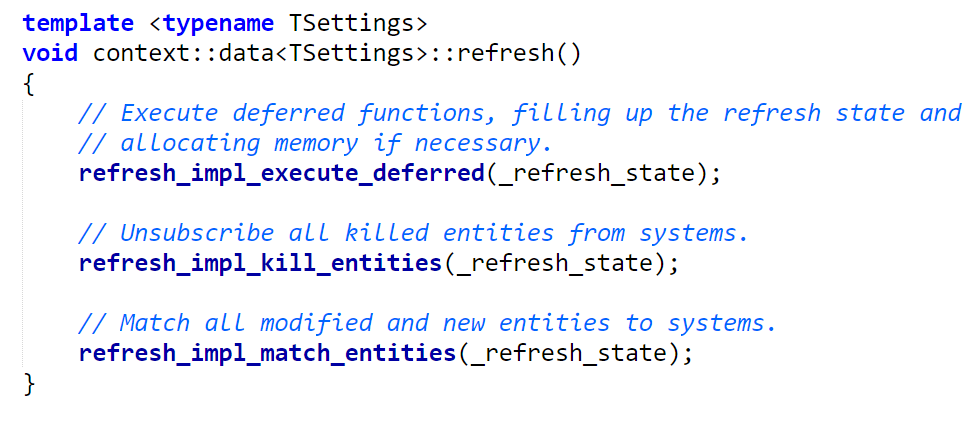 template <typename TSettings>
void context::data<TSettings>::refresh()
{
    // Execute deferred functions, filling up the refresh state and
    // allocating memory if necessary.
    refresh_impl_execute_deferred(_refresh_state);

    // Unsubscribe all killed entities from systems.
    refresh_impl_kill_entities(_refresh_state);

    // Match all modified and new entities to systems.
    refresh_impl_match_entities(_refresh_state);
}